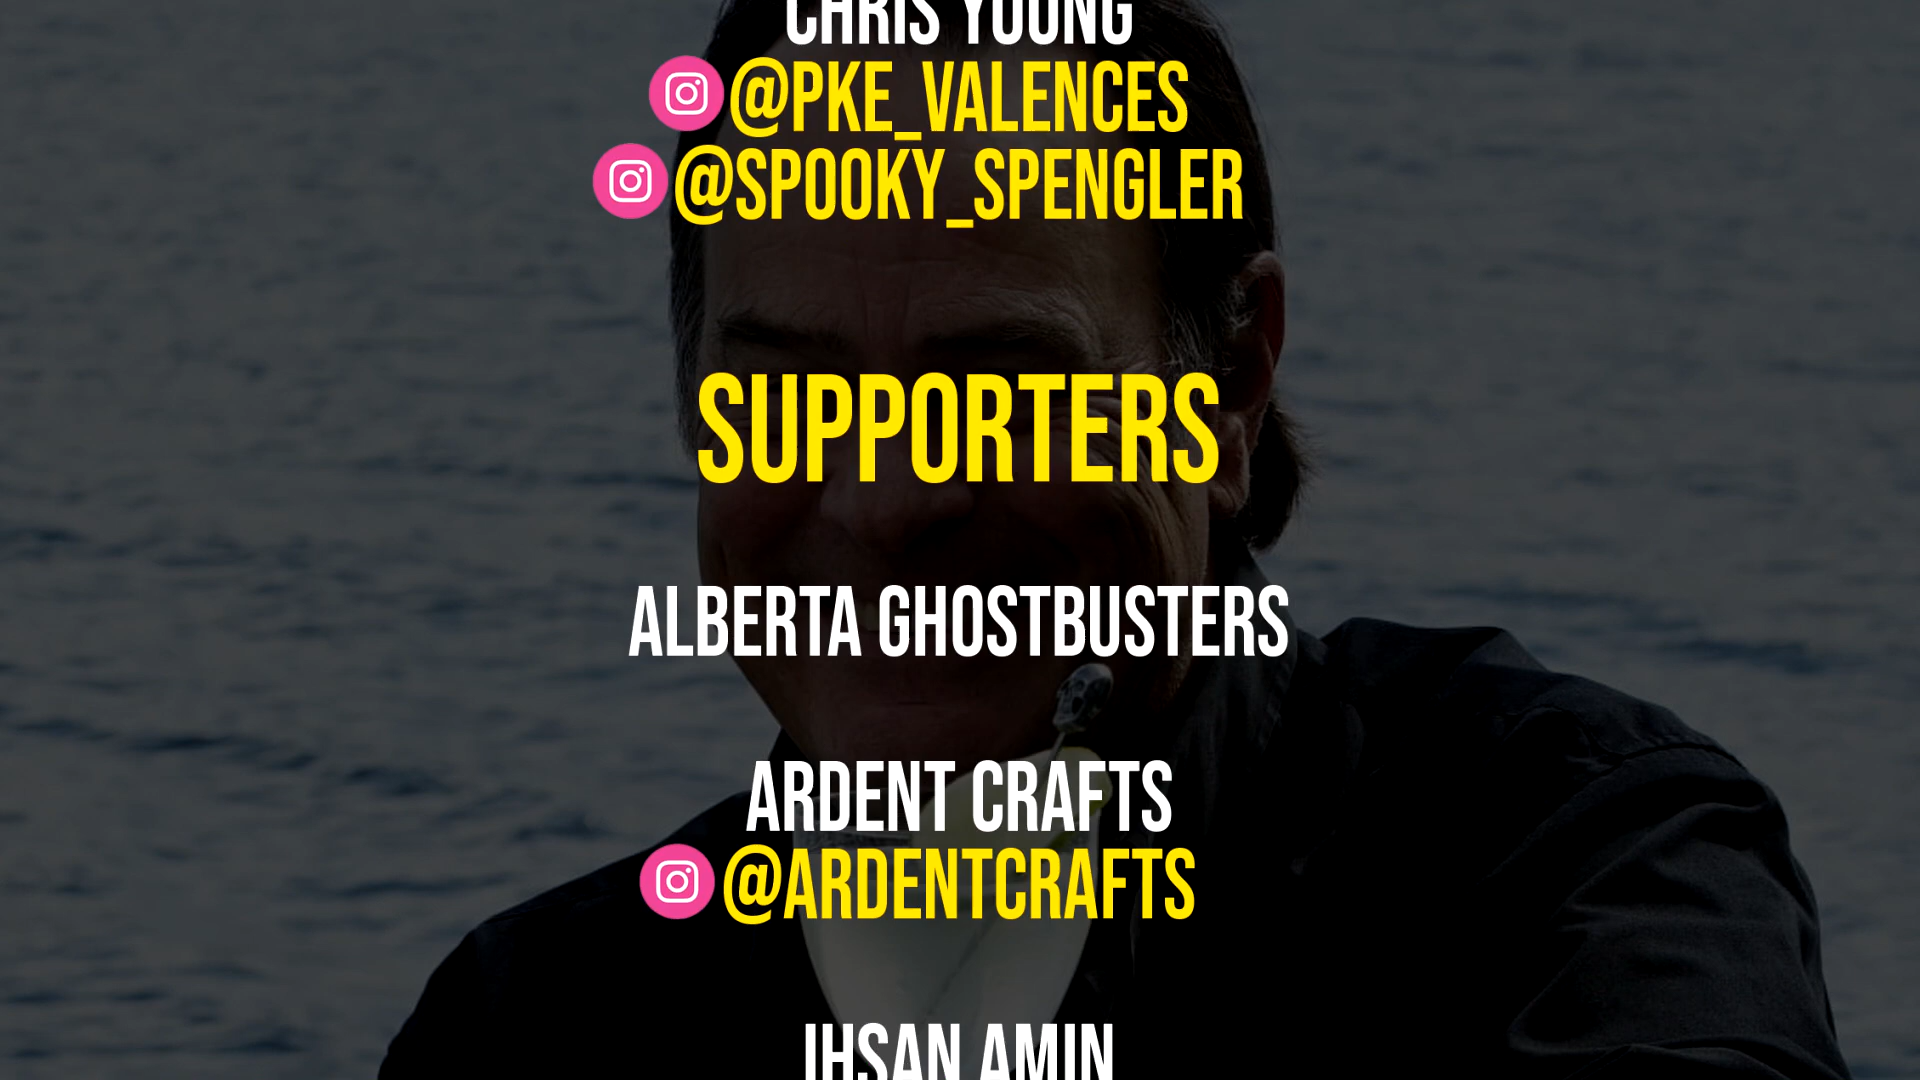 CHRIS YOUNG
@PKE_VALENCES
@SPOOKY_SPENGLER
SUPPORTERS
ALBERTA GHOSTBUSTERS
ARDENT CRAFTS
@ARDENTCRAFTS
IHSAN AMIN